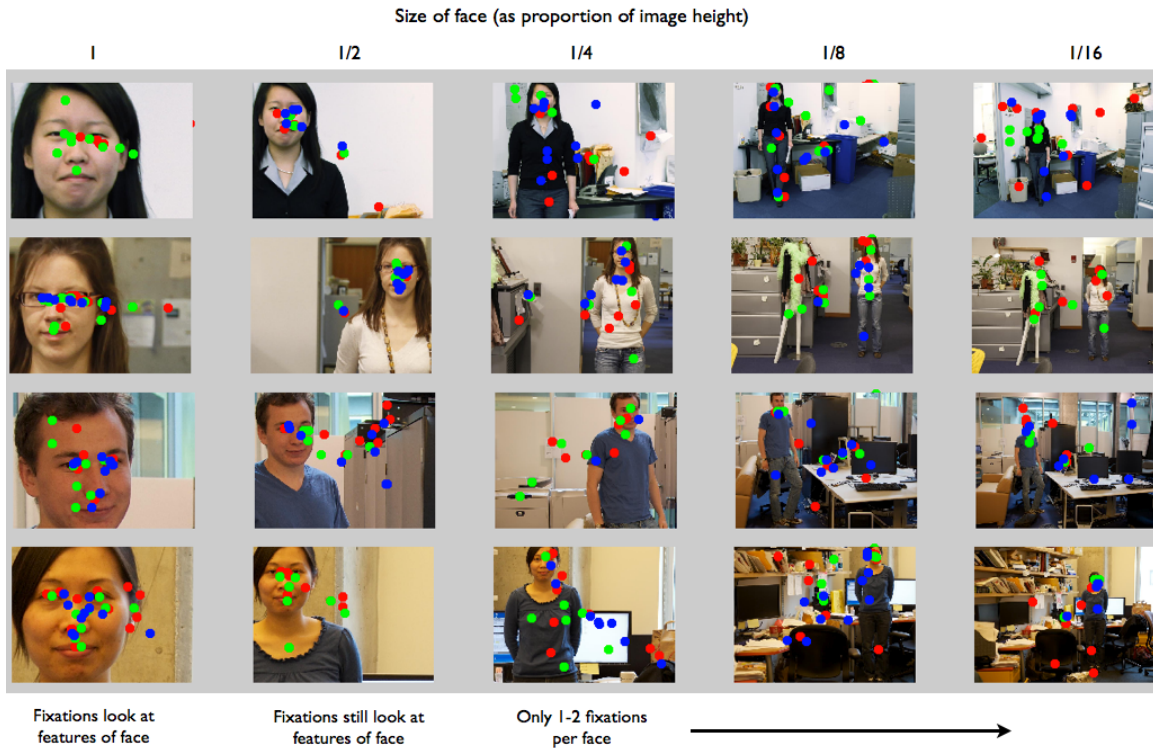 Size of face (as proportion of image height)
1 1/2 1/4 1/8 1/16
Fixations look at
features of face
Fixations still look at
features of face
Only 1-2 fixations
per face